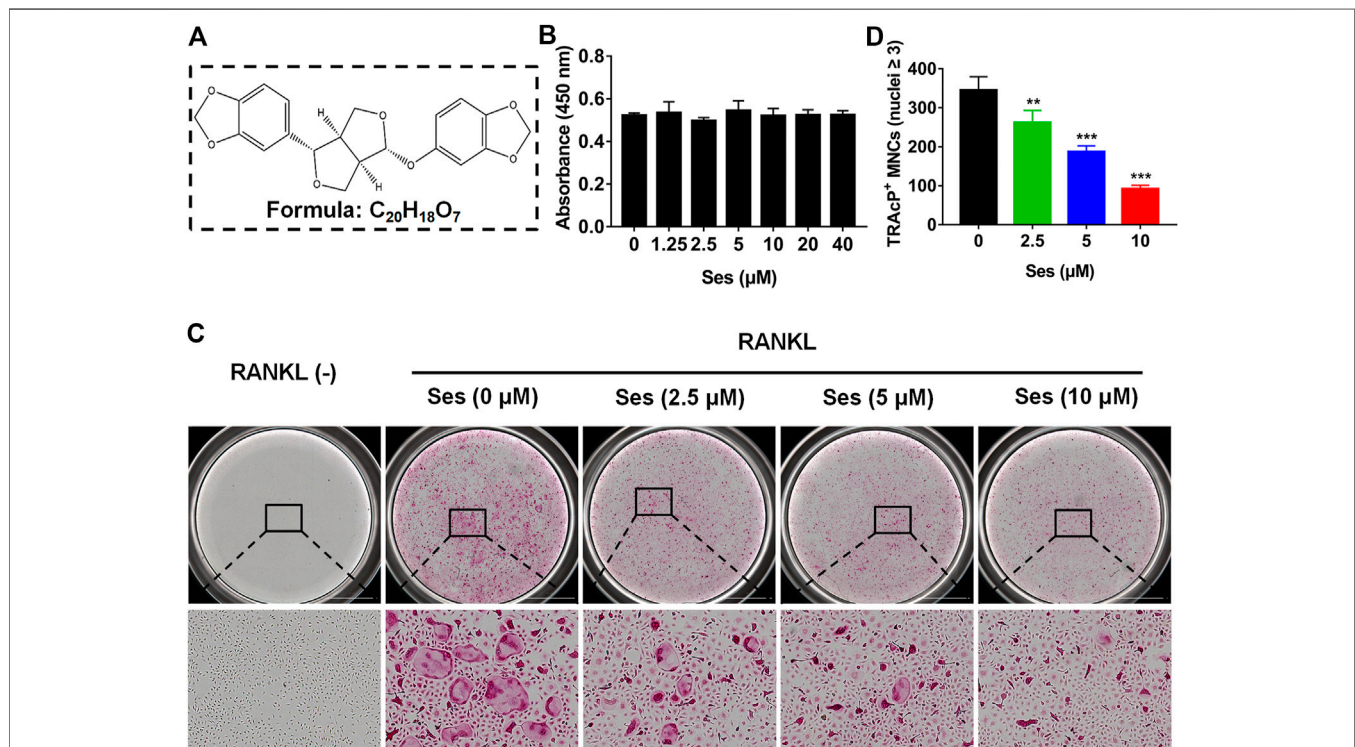 A
O
O
H
O
O
H
O
O
O
Formula: C₂₀H₁₈O₇
B
Absorbance (450 nm)
0.8
0.6
0.4
0.2
0.0
0 1.25 2.5 5 10 20 40
Ses (µM)
D
TRAcP⁺ MNCs (nuclei ≥ 3)
400
300
200
100
0
**
***
***
0 2.5 5 10
Ses (µM)
C
RANKL (-)
RANKL
Ses (0 µM) Ses (2.5 µM) Ses (5 µM) Ses (10 µM)